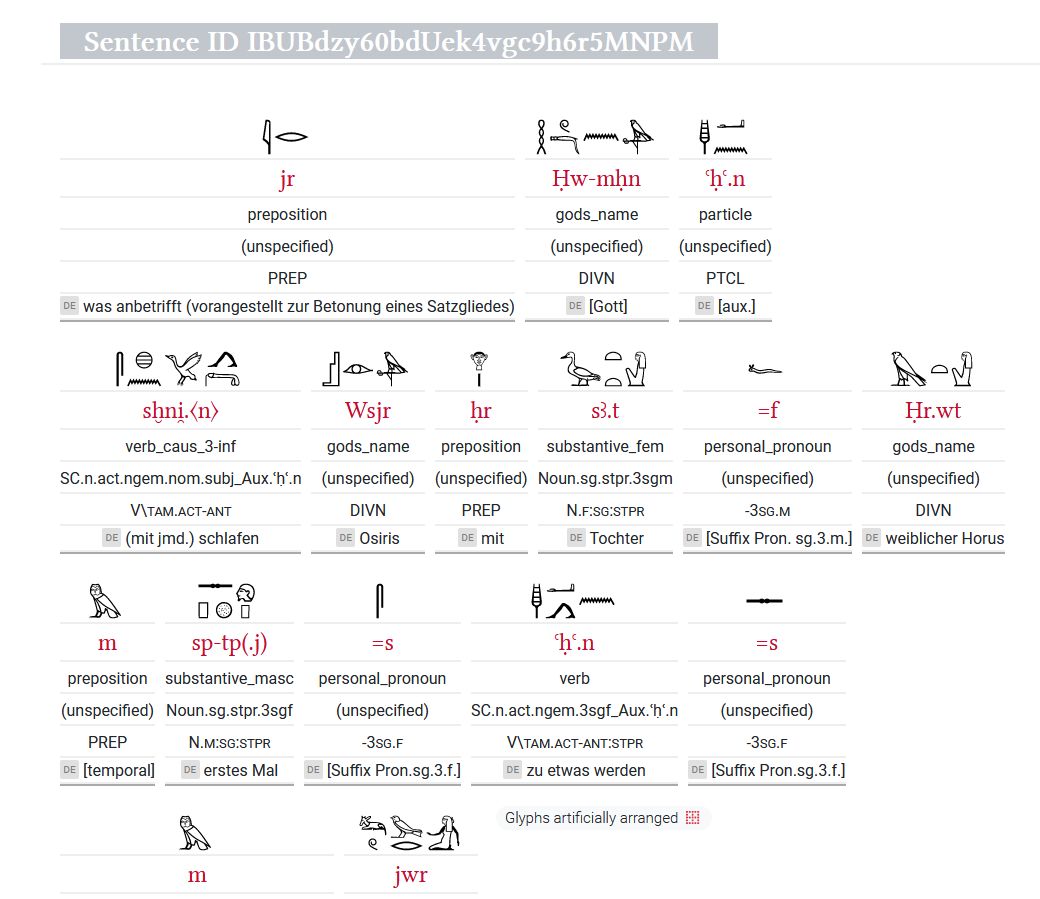 Sentence ID IBUBdzy60bdUek4vgc9h6r5MNPM
𓇋𓂋
jr Ḥw-mḥn ꜥḥꜥ.n
preposition gods_name particle
(unspecified) (unspecified) (unspecified)
PREP DIVN PTCL
DE was anbetrifft (vorangestellt zur Betonung eines Satzgliedes) DE [Gott] DE [aux.]
𓁷𓏤 𓆑
sḫni̯.〈n〉 Wsjr ḥr sꜣ.t =f Ḥr.wt
verb_caus_3-inf gods_name preposition substantive_fem personal_pronoun gods_name
SC.n.act.ngem.nom.subj_Aux.ꜥḥꜥ.n (unspecified) (unspecified) Noun.sg.stpr.3sgm (unspecified) (unspecified)
V\TAM.ACT-ANT DIVN PREP N.F:SG:STPR -3SG.M DIVN
DE (mit jmd.) schlafen DE Osiris DE mit DE Tochter DE [Suffix Pron. sg.3.m.] DE weiblicher Horus
𓅓 𓋴 𓊃
m sp-tp(.j) =s ꜥḥꜥ.n =s
preposition substantive_masc personal_pronoun verb personal_pronoun
(unspecified) Noun.sg.stpr.3sgf (unspecified) SC.n.act.ngem.3sgf_Aux.ꜥḥꜥ.n (unspecified)
PREP N.M:SG:STPR -3SG.F V\TAM.ACT-ANT:STPR -3SG.F
DE [temporal] DE erstes Mal DE [Suffix Pron.sg.3.f.] DE zu etwas werden DE [Suffix Pron.sg.3.f.]
Glyphs artificially arranged
𓅓
m jwr